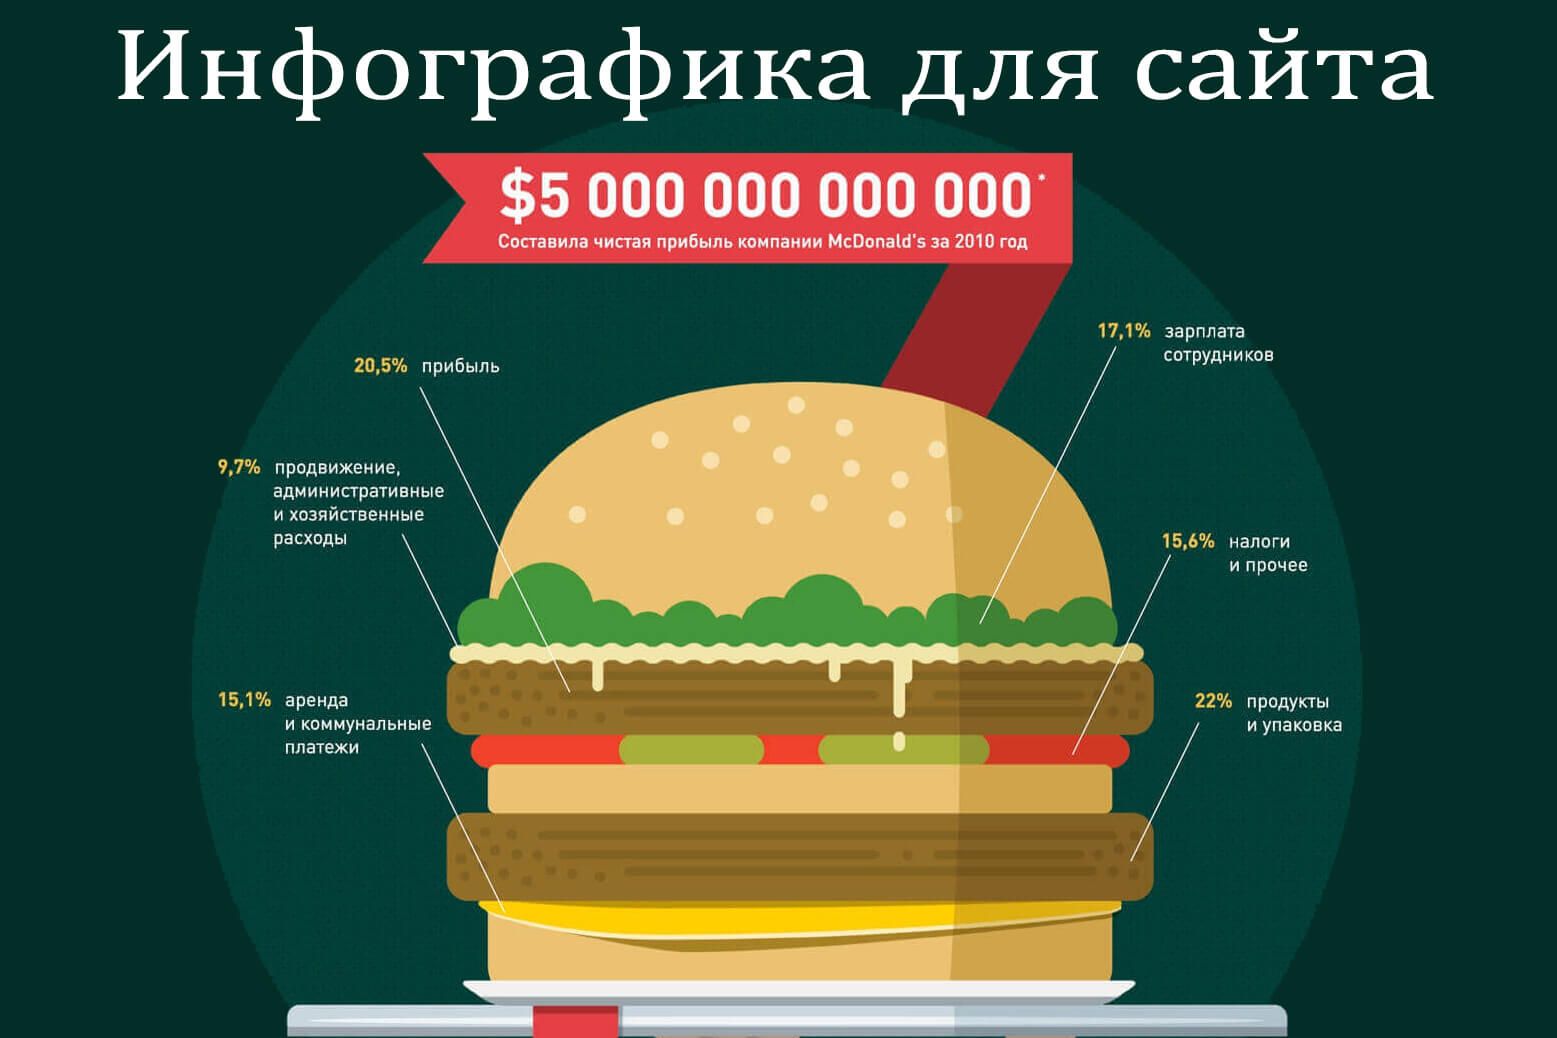 Инфографика для сайта
$5 000 000 000 000*
Составила чистая прибыль компании McDonald's за 2010 год
17,1% зарплата
сотрудников
20,5% прибыль
9,7% продвижение,
административные
и хозяйственные
расходы
15,6% налоги
и прочее
15,1% аренда
и коммунальные
платежи
22% продукты
и упаковка